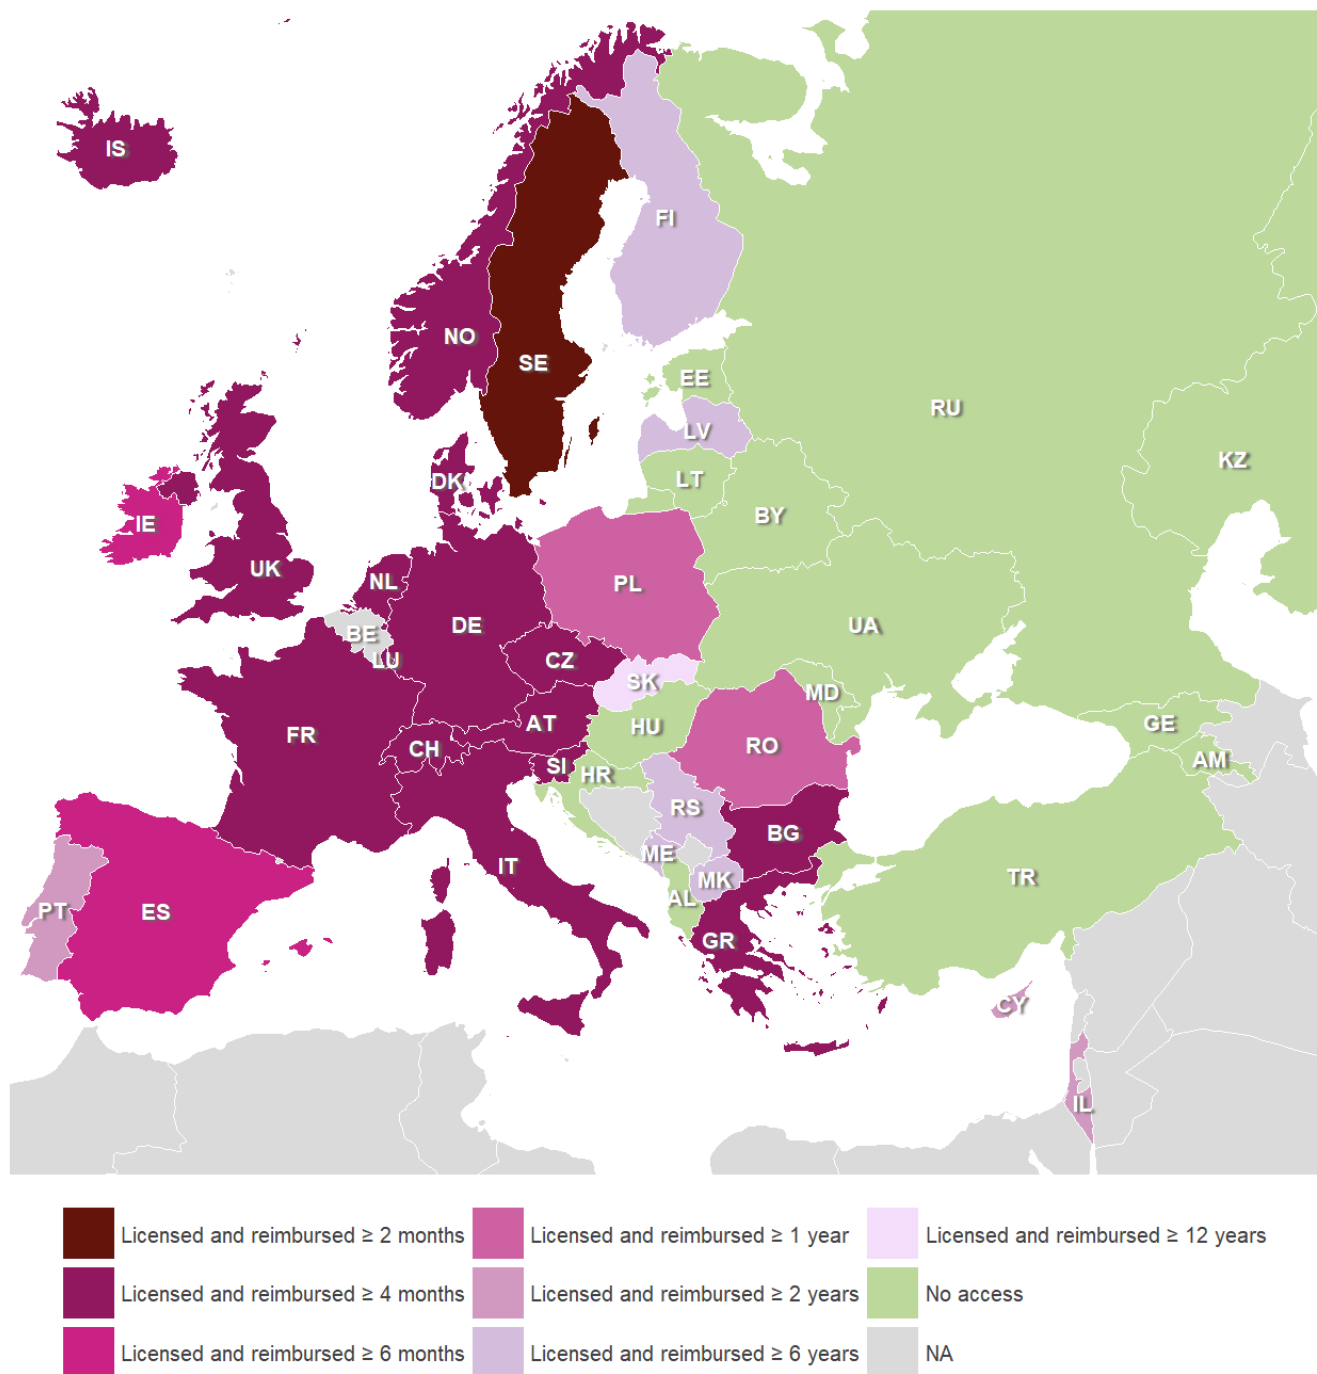 IS
FI
NO
SE
EE
RU
LV
KZ
LT
DK
BY
IE
UK
NL
PL
BE
DE
UA
LU
CZ
SK
MD
AT
HU
GE
FR
CH
RO
AM
SI
HR
RS
BG
ME
IT
MK
TR
AL
PT
ES
GR
CY
IL
Licensed and reimbursed ≥ 2 months
Licensed and reimbursed ≥ 1 year
Licensed and reimbursed ≥ 12 years
Licensed and reimbursed ≥ 4 months
Licensed and reimbursed ≥ 2 years
No access
Licensed and reimbursed ≥ 6 months
Licensed and reimbursed ≥ 6 years
NA